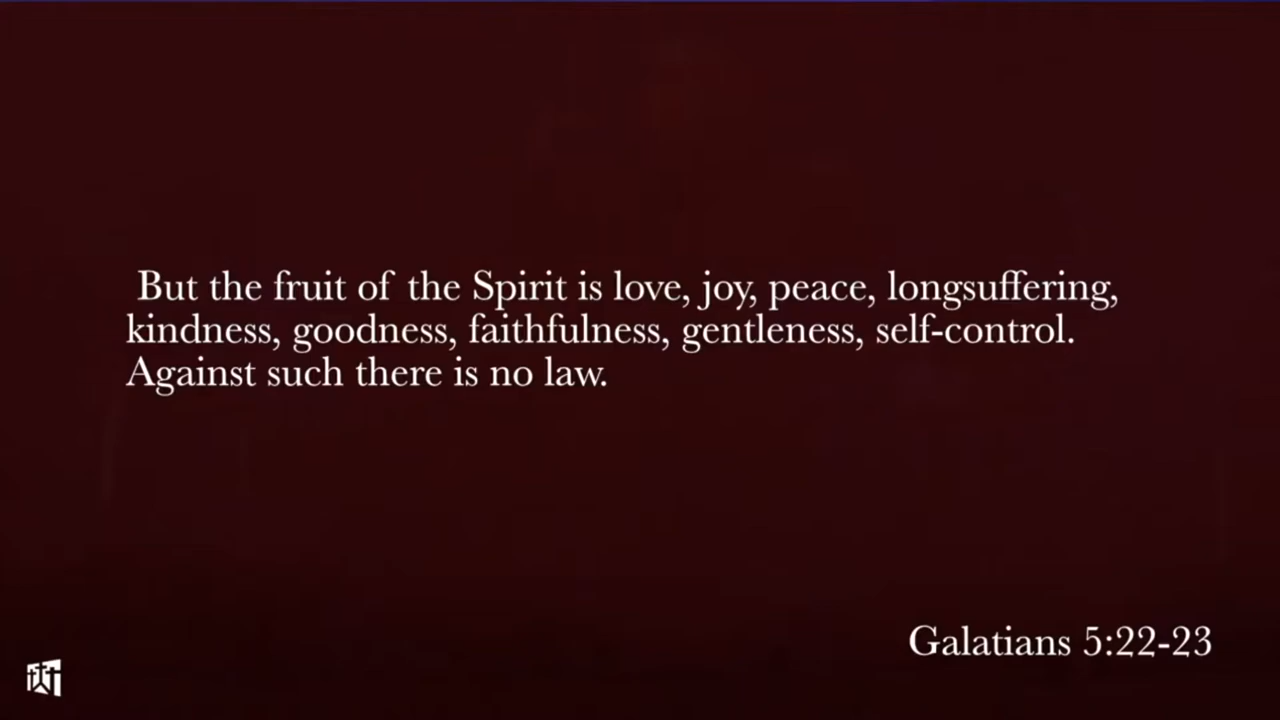 But the fruit of the Spirit is love, joy, peace, longsuffering,
kindness, goodness, faithfulness, gentleness, self-control.
Against such there is no law.
Galatians 5:22-23